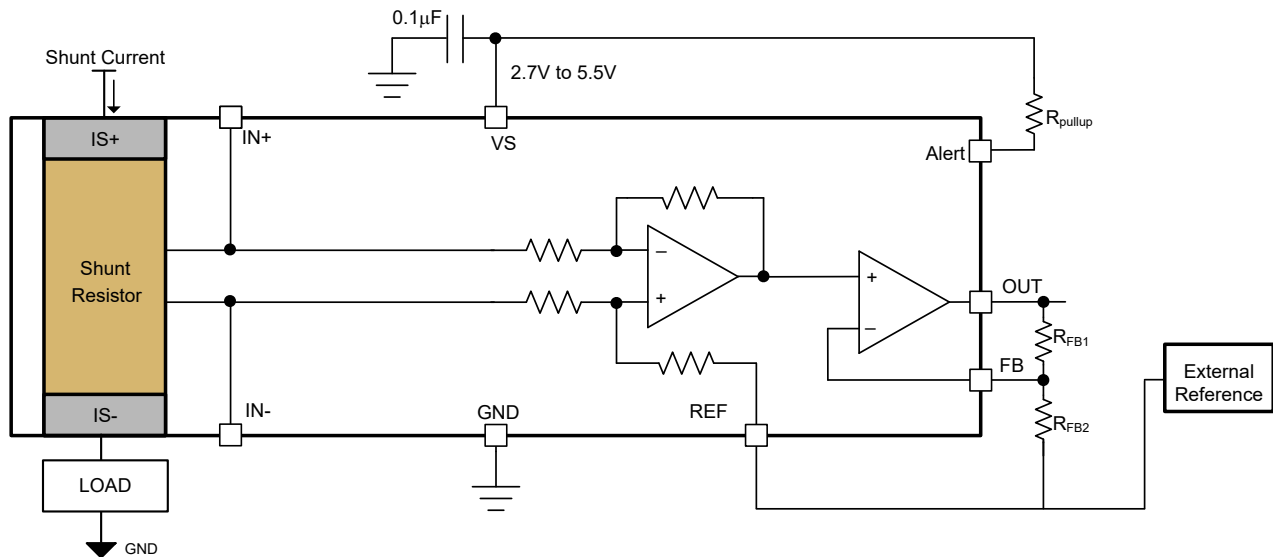 0.1μF
Shunt Current
2.7V to 5.5V
Rpullup
IS+
IN+
VS
Alert
Shunt
Resistor
−
+
+
−
OUT
RFB1
FB
External
Reference
IS-
IN-
GND
REF
RFB2
LOAD
GND